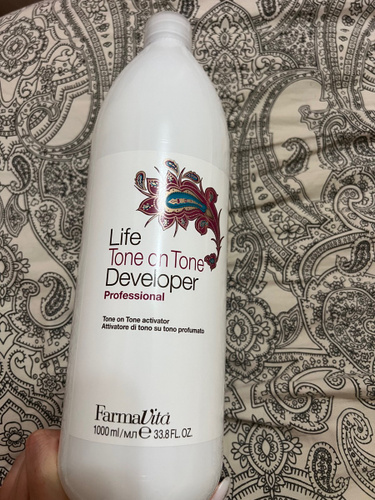 Life
Tone on Tone
Developer
Professional
Tone on Tone activator
Attivatore di tono su tono profumato
FarmaVita
1000 ml/мл ℮ 33.8 FL. OZ.